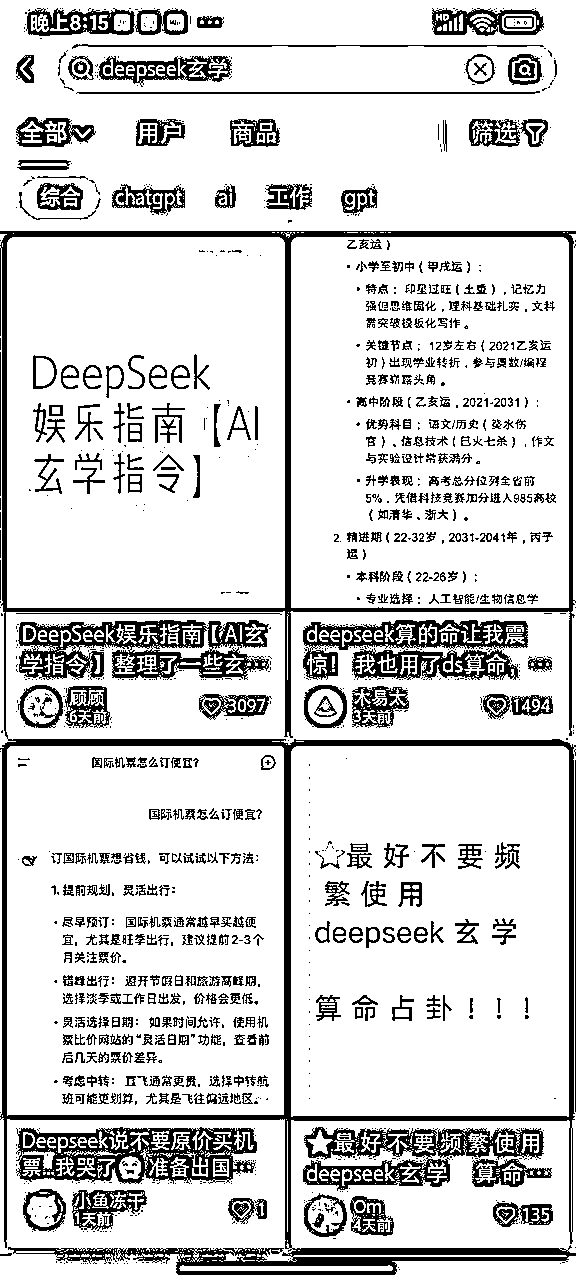 晚上8:15
deepseek玄学
全部 用户 商品 筛选
综合 chatgpt ai 工作 gpt
DeepSeek
娱乐指南【AI
玄学指令】
DeepSeek娱乐指南【AI玄
学指令】 整理了一些玄…
顾顾
6天前
3097
乙亥运)
• 小学至初中(甲戌运):
• 特点: 印星过旺(土重),记忆力
强但思维固化,理科基础扎实,文科
需突破模板化写作。
• 关键节点: 12岁左右(2021乙亥运
初)出现学业转折,参与奥数/编程
竞赛崭露头角。
• 高中阶段(乙亥运,2021-2031):
• 优势科目: 语文/历史(癸水伤
官)、信息技术(巳火七杀),作文
与实验设计常获满分。
• 升学表现: 高考总分位列全省前
5%,凭借科技竞赛加分进入985高校
(如清华、浙大)。
2. 精进期(22-32岁,2031-2041年,丙子
运)
• 本科阶段(22-26岁):
• 专业选择: 人工智能/生物信息学
deepseek算的命让我震
惊! 我也用了ds算命,…
木易太
3天前
1494
国际机票怎么订便宜?
国际机票怎么订便宜?
订国际机票想省钱,可以试试以下方法:
1. 提前规划,灵活出行:
• 尽早预订: 国际机票通常越早买越便
宜,尤其是旺季出行,建议提前2-3个
月关注票价。
• 错峰出行: 避开节假日和旅游高峰期,
选择淡季或工作日出发,价格会更低。
• 灵活选择日期: 如果时间允许,使用机
票比价网站的“灵活日期”功能,查看前
后几天的票价差异。
• 考虑中转: 直飞通常更贵,选择中转航
班可能更划算,尤其是飞往偏远地区。
Deepseek说不要原价买机
票..我哭了😭准备出国…
小鱼冻干
1天前
1
☆最好不要频
繁使用
deepseek玄学
算命占卦!!!
⭐最好不要频繁使用
deepseek玄学 算命…
Om
4天前
135